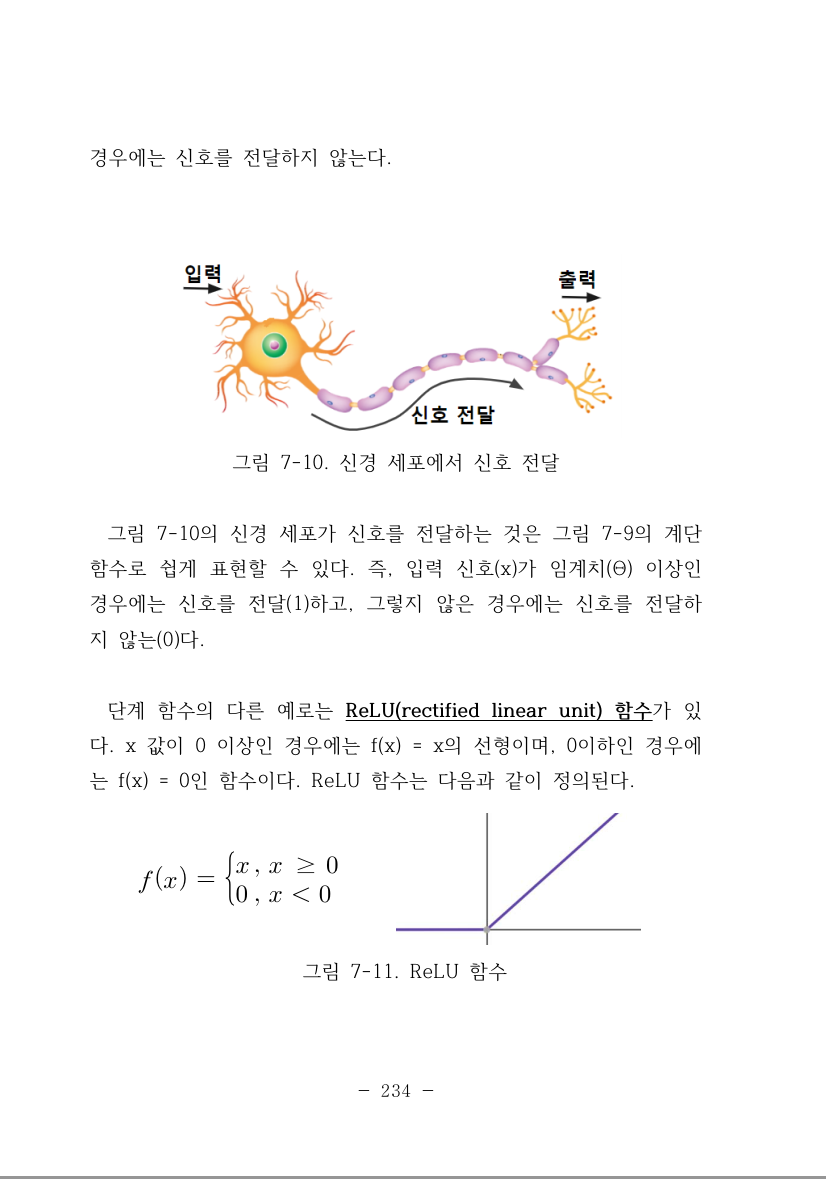 경우에는 신호를 전달하지 않는다.
입력
출력
신호 전달
그림 7-10. 신경 세포에서 신호 전달
그림 7-10의 신경 세포가 신호를 전달하는 것은 그림 7-9의 계단
함수로 쉽게 표현할 수 있다. 즉, 입력 신호(x)가 임계치(Θ) 이상인
경우에는 신호를 전달(1)하고, 그렇지 않은 경우에는 신호를 전달하
지 않는(0)다.
단계 함수의 다른 예로는 ReLU(rectified linear unit) 함수가 있
다. x 값이 0 이상인 경우에는 f(x) = x의 선형이며, 0이하인 경우에
는 f(x) = 0인 함수이다. ReLU 함수는 다음과 같이 정의된다.
f(x) = { x , x ≥ 0
0 , x < 0
그림 7-11. ReLU 함수
- 234 -